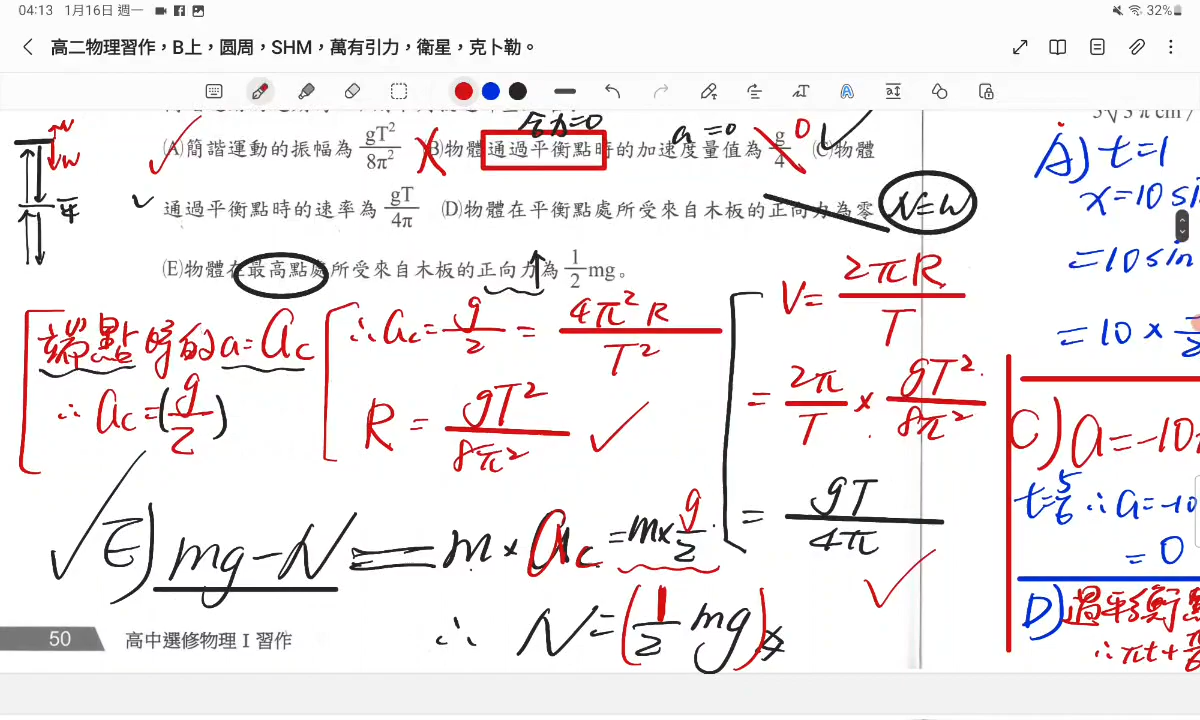 04:13 1月16日 週一 32%
高二物理習作，B上，圓周，SHM，萬有引力，衛星，克卜勒。
合力=0
a=0
0
(A)簡諧運動的振幅為 gT²/8π² (B)物體通過平衡點時的加速度量值為 g/4 (C)物體
通過平衡點時的速率為 gT/4π (D)物體在平衡點處所受來自木板的正向力為零
N=W
(E)物體在最高點處所受來自木板的正向力為 1/2 mg。
N
W
平
端點時的a=ac
∴ ac=(g/2)
∴ac=g/2=4π²R/T²
R=gT²/8π²
V=2πR/T
=2π/T×gT²/8π²
=gT/4π
E) mg-N=m×ac=m×g/2
∴ N=(1/2 mg)
A) t=1
x=10 sin
=10 sin
=10×
C) a=-10
t=5/6 ∴a=-10
=0
D) 過平衡點
∴πt+π/6
50 高中選修物理 I 習作